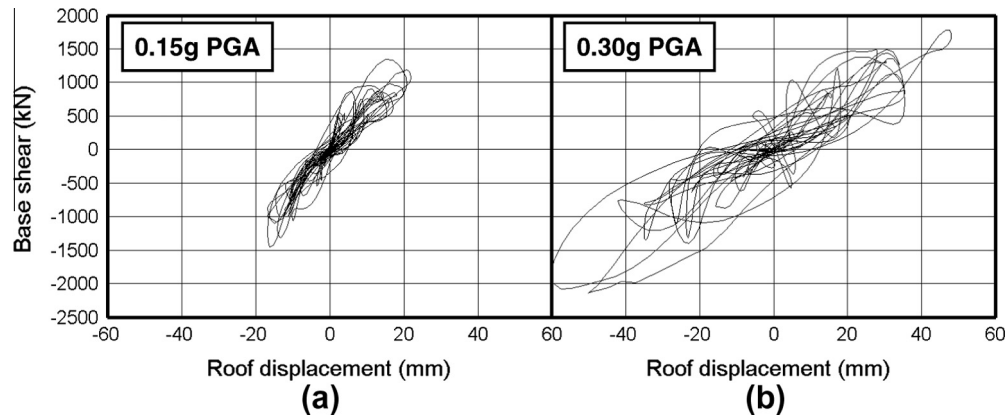 2000
1500
1000
500
0
-500
-1000
-1500
-2000
-2500
Base shear (kN)
0.15g PGA
0.30g PGA
-60 -40 -20 0 20 40 60 -40 -20 0 20 40 60
Roof displacement (mm) Roof displacement (mm)
(a) (b)